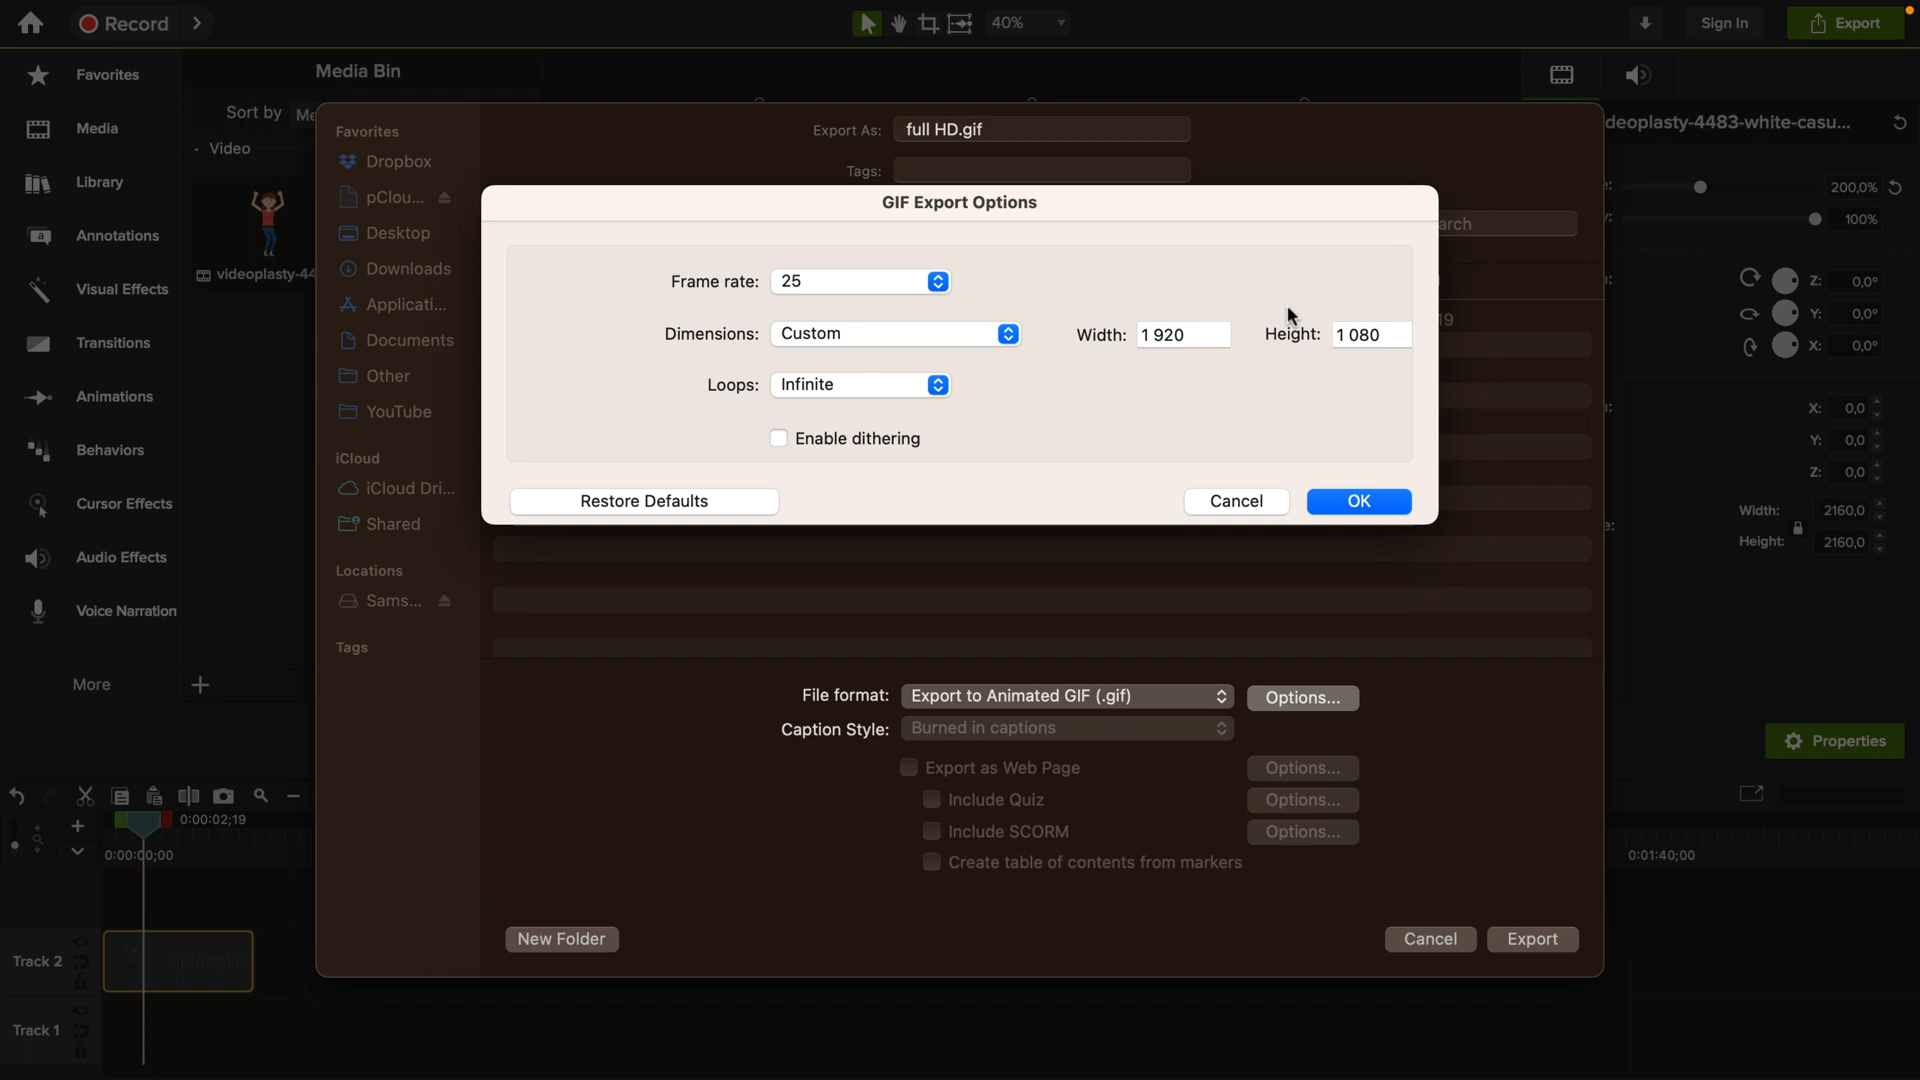 Record
40%
Sign In
Export
Favorites
Media
Library
Annotations
Visual Effects
Transitions
Animations
Behaviors
Cursor Effects
Audio Effects
Voice Narration
More
Media Bin
Sort by
Video
videoplasty-44
Favorites
Dropbox
pClou...
Desktop
Downloads
Applicati...
Documents
Other
YouTube
iCloud
iCloud Dri...
Shared
Locations
Sams...
Tags
Export As: full HD.gif
Tags:
arch
19
GIF Export Options
Frame rate: 25
Dimensions: Custom
Width: 1 920
Height: 1 080
Loops: Infinite
Enable dithering
Restore Defaults
Cancel
OK
File format: Export to Animated GIF (.gif) Options...
Caption Style: Burned in captions
Export as Web Page Options...
Include Quiz Options...
Include SCORM Options...
Create table of contents from markers
New Folder
Cancel
Export
deoplasty-4483-white-casu...
200,0%
100%
Z: 0,0°
Y: 0,0°
X: 0,0°
X: 0,0
Y: 0,0
Z: 0,0
Width: 2160,0
Height: 2160,0
Properties
0:00:02;19
0:00:00;00
0:01:40;00
Track 2
Track 1